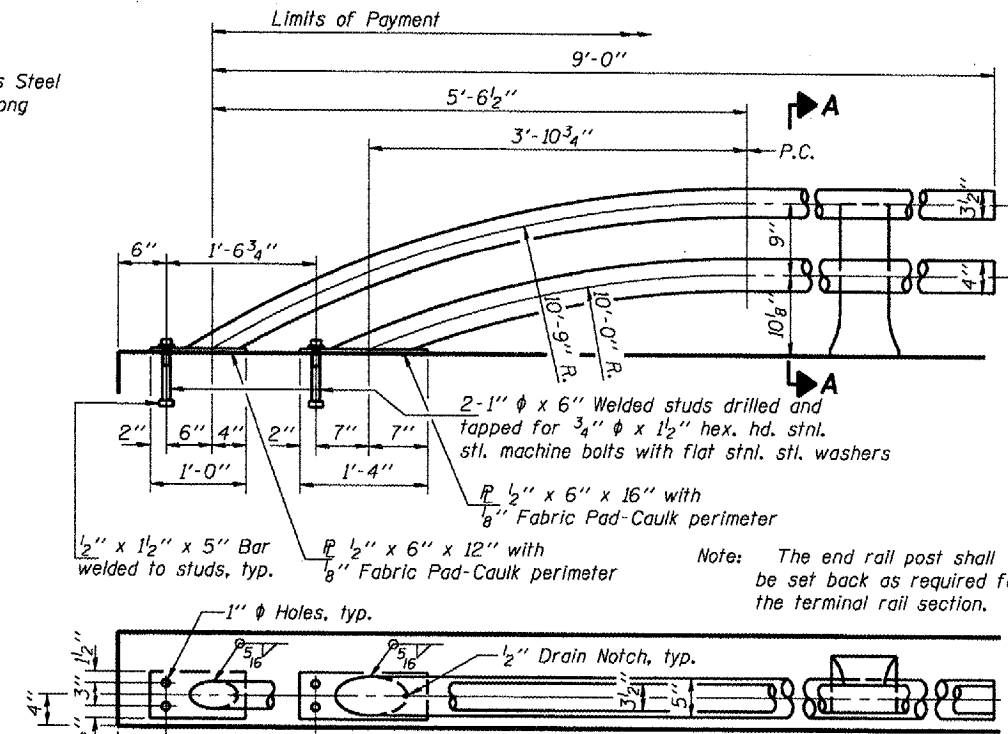 Limits of Payment
s Steel
ong
9'-0"
5'-6½"
A
3'-10¾"
P.C.
6"
1'-6¾"
3½"
9"
4"
10⅛"
10'-9" R.
10'-0" R.
A
2-1" ϕ x 6" Welded studs drilled and
tapped for ¾" ϕ x 1½" hex. hd. stnl.
stl. machine bolts with flat stnl. stl. washers
2" 6" 4" 2" 7" 7"
1'-0" 1'-4"
℄ ½" x 6" x 16" with
⅛" Fabric Pad-Caulk perimeter
½" x 1½" x 5" Bar
welded to studs, typ.
℄ ½" x 6" x 12" with
⅛" Fabric Pad-Caulk perimeter
Note: The end rail post shall
be set back as required f
the terminal rail section.
1" ϕ Holes, typ.
5/16
5/16
½" Drain Notch, typ.
1½"
3"
4"
3½"
5"